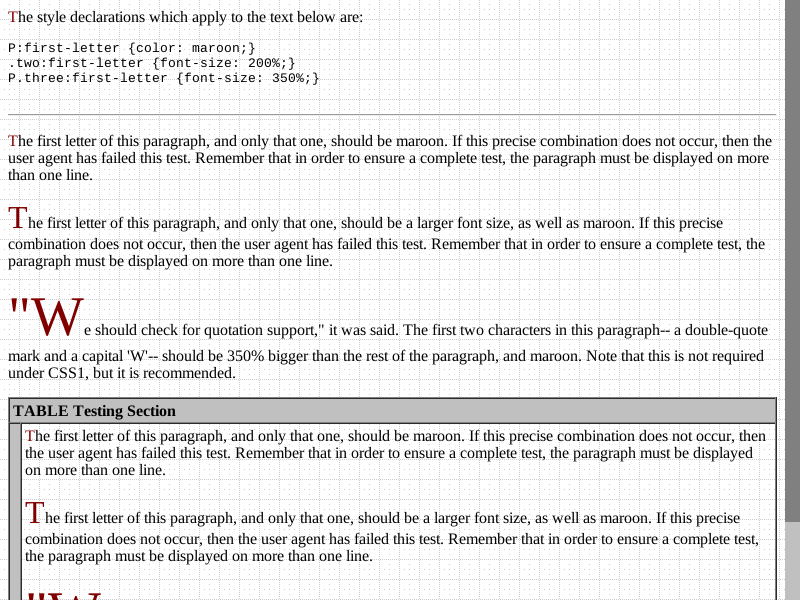 The style declarations which apply to the text below are:
P:first-letter {color: maroon;}
.two:first-letter {font-size: 200%;}
P.three:first-letter {font-size: 350%;}
The first letter of this paragraph, and only that one, should be maroon. If this precise combination does not occur, then the
user agent has failed this test. Remember that in order to ensure a complete test, the paragraph must be displayed on more
than one line.
The first letter of this paragraph, and only that one, should be a larger font size, as well as maroon. If this precise
combination does not occur, then the user agent has failed this test. Remember that in order to ensure a complete test, the
paragraph must be displayed on more than one line.
"We should check for quotation support," it was said. The first two characters in this paragraph-- a double-quote
mark and a capital 'W'-- should be 350% bigger than the rest of the paragraph, and maroon. Note that this is not required
under CSS1, but it is recommended.
TABLE Testing Section
The first letter of this paragraph, and only that one, should be maroon. If this precise combination does not occur, then
the user agent has failed this test. Remember that in order to ensure a complete test, the paragraph must be displayed
on more than one line.
The first letter of this paragraph, and only that one, should be a larger font size, as well as maroon. If this precise
combination does not occur, then the user agent has failed this test. Remember that in order to ensure a complete test,
the paragraph must be displayed on more than one line.
"W